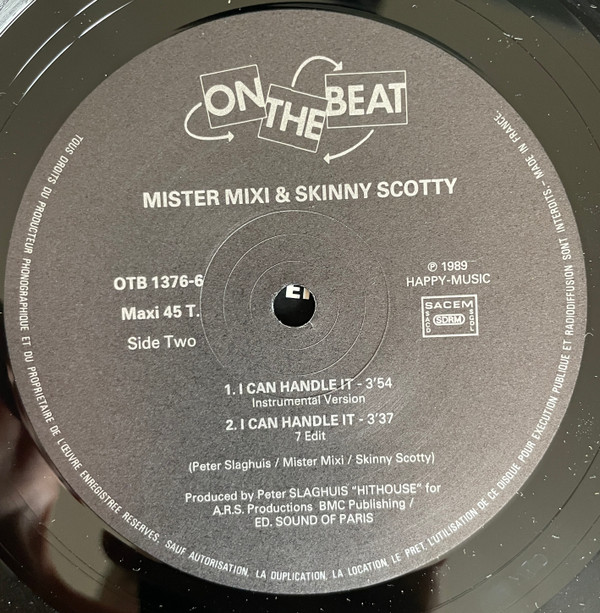 ON THE BEAT
MISTER MIXI & SKINNY SCOTTY
OTB 1376-6
Maxi 45 T.
Side Two
℗ 1989
HAPPY-MUSIC
SACEM
SACD SDRM SCGL
1. I CAN HANDLE IT - 3'54
Instrumental Version
2. I CAN HANDLE IT - 3'37
7 Edit
(Peter Slaghuis / Mister Mixi / Skinny Scotty)
Produced by Peter SLAGHUIS "HITHOUSE" for
A.R.S. Productions BMC Publishing /
ED. SOUND OF PARIS
TOUS DROITS DU PRODUCTEUR PHONOGRAPHIQUE ET DU PROPRIETAIRE DE L'ŒUVRE ENREGISTREE RESERVES. SAUF AUTORISATION, LA DUPLICATION, LA LOCATION, LE PRET, L'UTILISATION DE CE DISQUE POUR EXECUTION PUBLIQUE ET RADIODIFFUSION SONT INTERDITS. - MADE IN FRANCE.